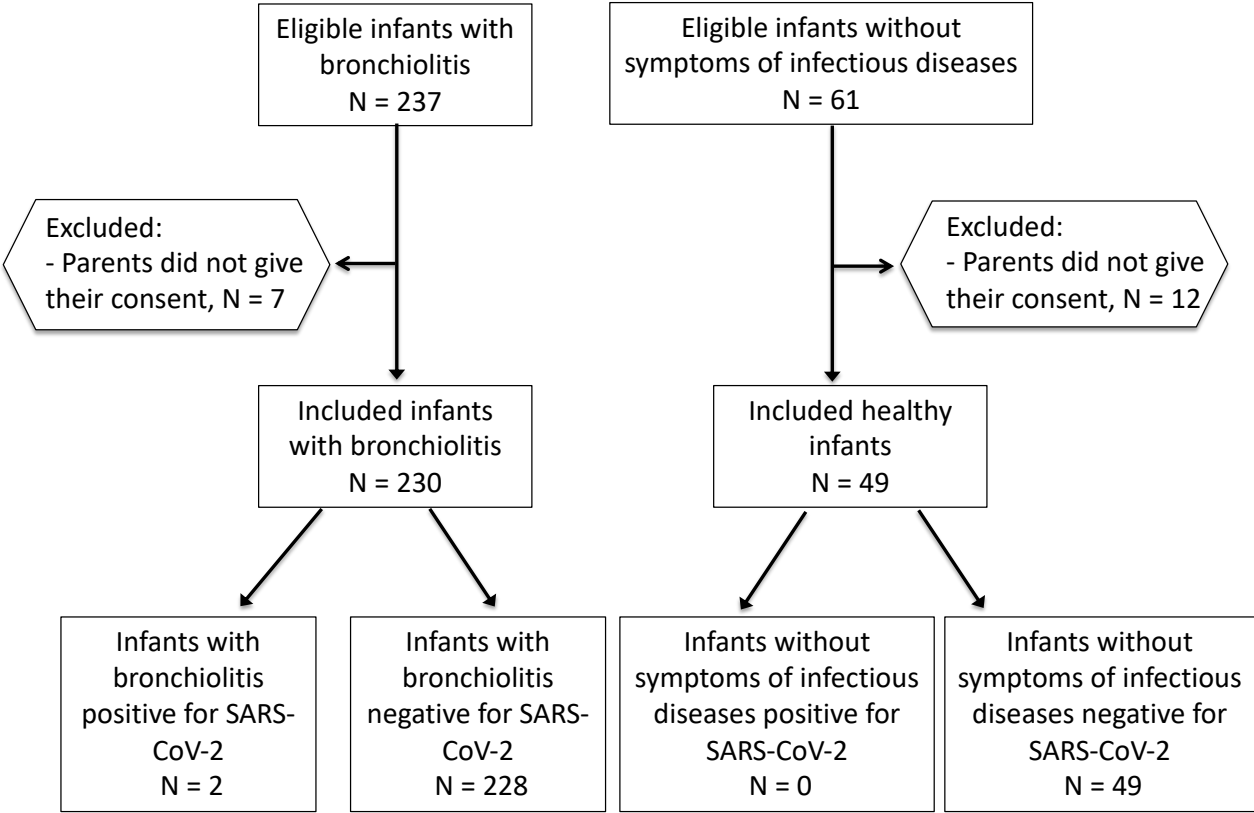 Eligible infants with
bronchiolitis
N = 237
Eligible infants without
symptoms of infectious diseases
N = 61
Excluded:
- Parents did not give
their consent, N = 7
Excluded:
- Parents did not give
their consent, N = 12
Included infants
with bronchiolitis
N = 230
Included healthy
infants
N = 49
Infants with
bronchiolitis
positive for SARS-
CoV-2
N = 2
Infants with
bronchiolitis
negative for SARS-
CoV-2
N = 228
Infants without
symptoms of infectious
diseases positive for
SARS-CoV-2
N = 0
Infants without
symptoms of infectious
diseases negative for
SARS-CoV-2
N = 49